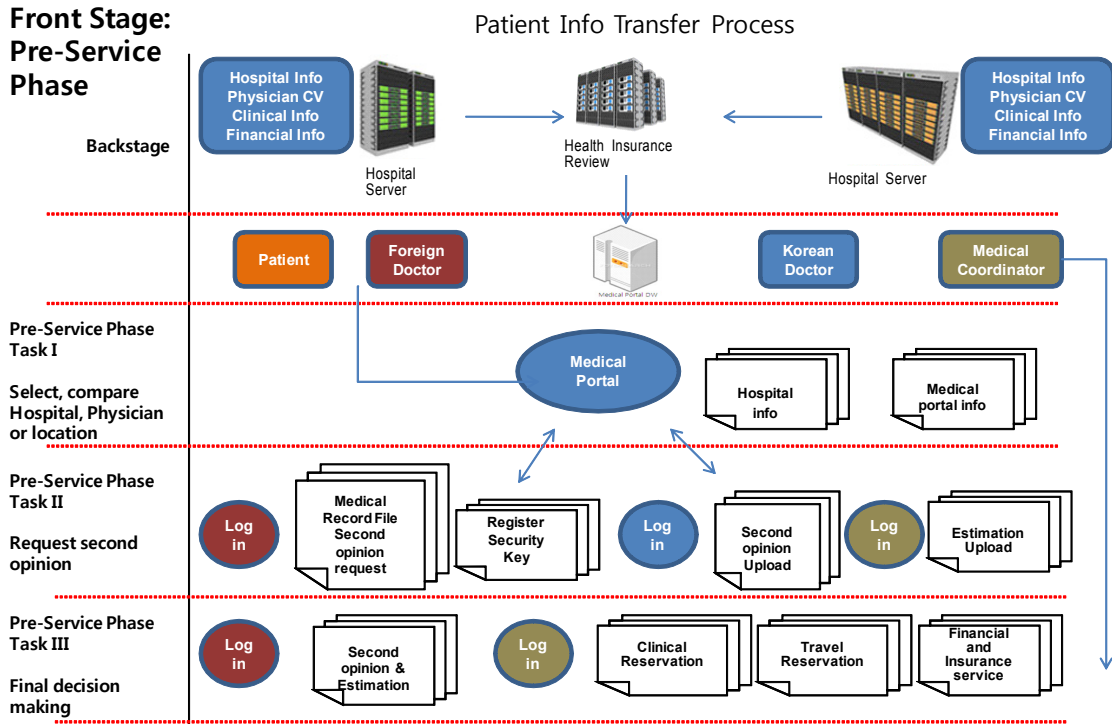 Front Stage:
Pre-Service
Phase
Patient Info Transfer Process
Backstage
Hospital Info
Physician CV
Clinical Info
Financial Info
Hospital
Server
Health Insurance
Review
Hospital Server
Hospital Info
Physician CV
Clinical Info
Financial Info
Patient
Foreign
Doctor
Medical Portal DW
Korean
Doctor
Medical
Coordinator
Pre-Service Phase
Task I
Select, compare
Hospital, Physician
or location
Medical
Portal
Hospital
info
Medical
portal info
Pre-Service Phase
Task II
Request second
opinion
Log
in
Medical
Record File
Second
opinion
request
Register
Security
Key
Log
in
Second
opinion
Upload
Log
in
Estimation
Upload
Pre-Service Phase
Task III
Final decision
making
Log
in
Second
opinion &
Estimation
Log
in
Clinical
Reservation
Travel
Reservation
Financial
and
Insurance
service